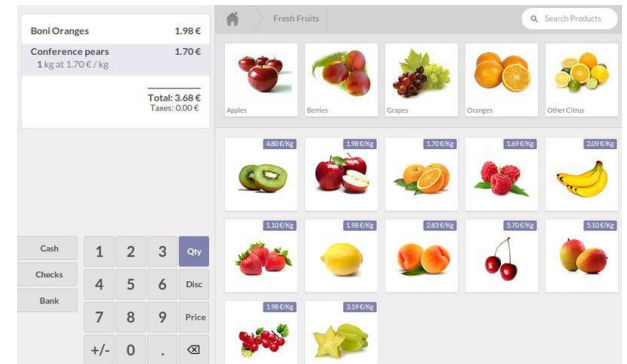 Boni Oranges 1.98 €
Conference pears 1.70 €
1 kg at 1.70 € / kg
Total: 3.68 €
Taxes: 0.00 €
Cash
Checks
Bank
1 2 3 Qty
4 5 6 Disc
7 8 9 Price
+/- 0 .
Fresh Fruits
Search Products
Apples Berries Grapes Oranges Other Citrus
4.80 €/Kg 1.98 €/Kg 1.70 €/Kg 1.69 €/Kg 2.09 €/Kg
1.10 €/Kg 1.98 €/Kg 2.83 €/Kg 5.70 €/Kg 5.10 €/Kg
1.98 €/Kg 3.19 €/Kg